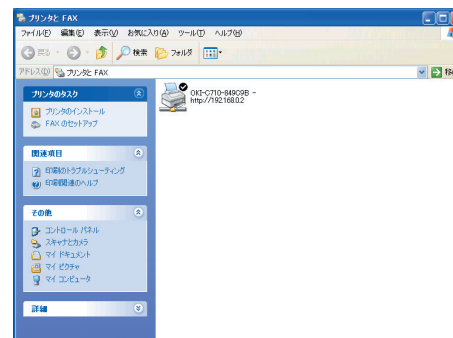 プリンタと FAX
ファイル(F) 編集(E) 表示(V) お気に入り(A) ツール(T) ヘルプ(H)
戻る 検索 フォルダ
アドレス(D) プリンタと FAX
プリンタのタスク
プリンタのインストール
FAX のセットアップ
関連項目
印刷のトラブルシューティング
印刷関連のヘルプ
その他
コントロール パネル
スキャナとカメラ
マイ ドキュメント
マイ ピクチャ
マイ コンピュータ
詳細
OKI-C710-849C9B -
http://192.168.0.2